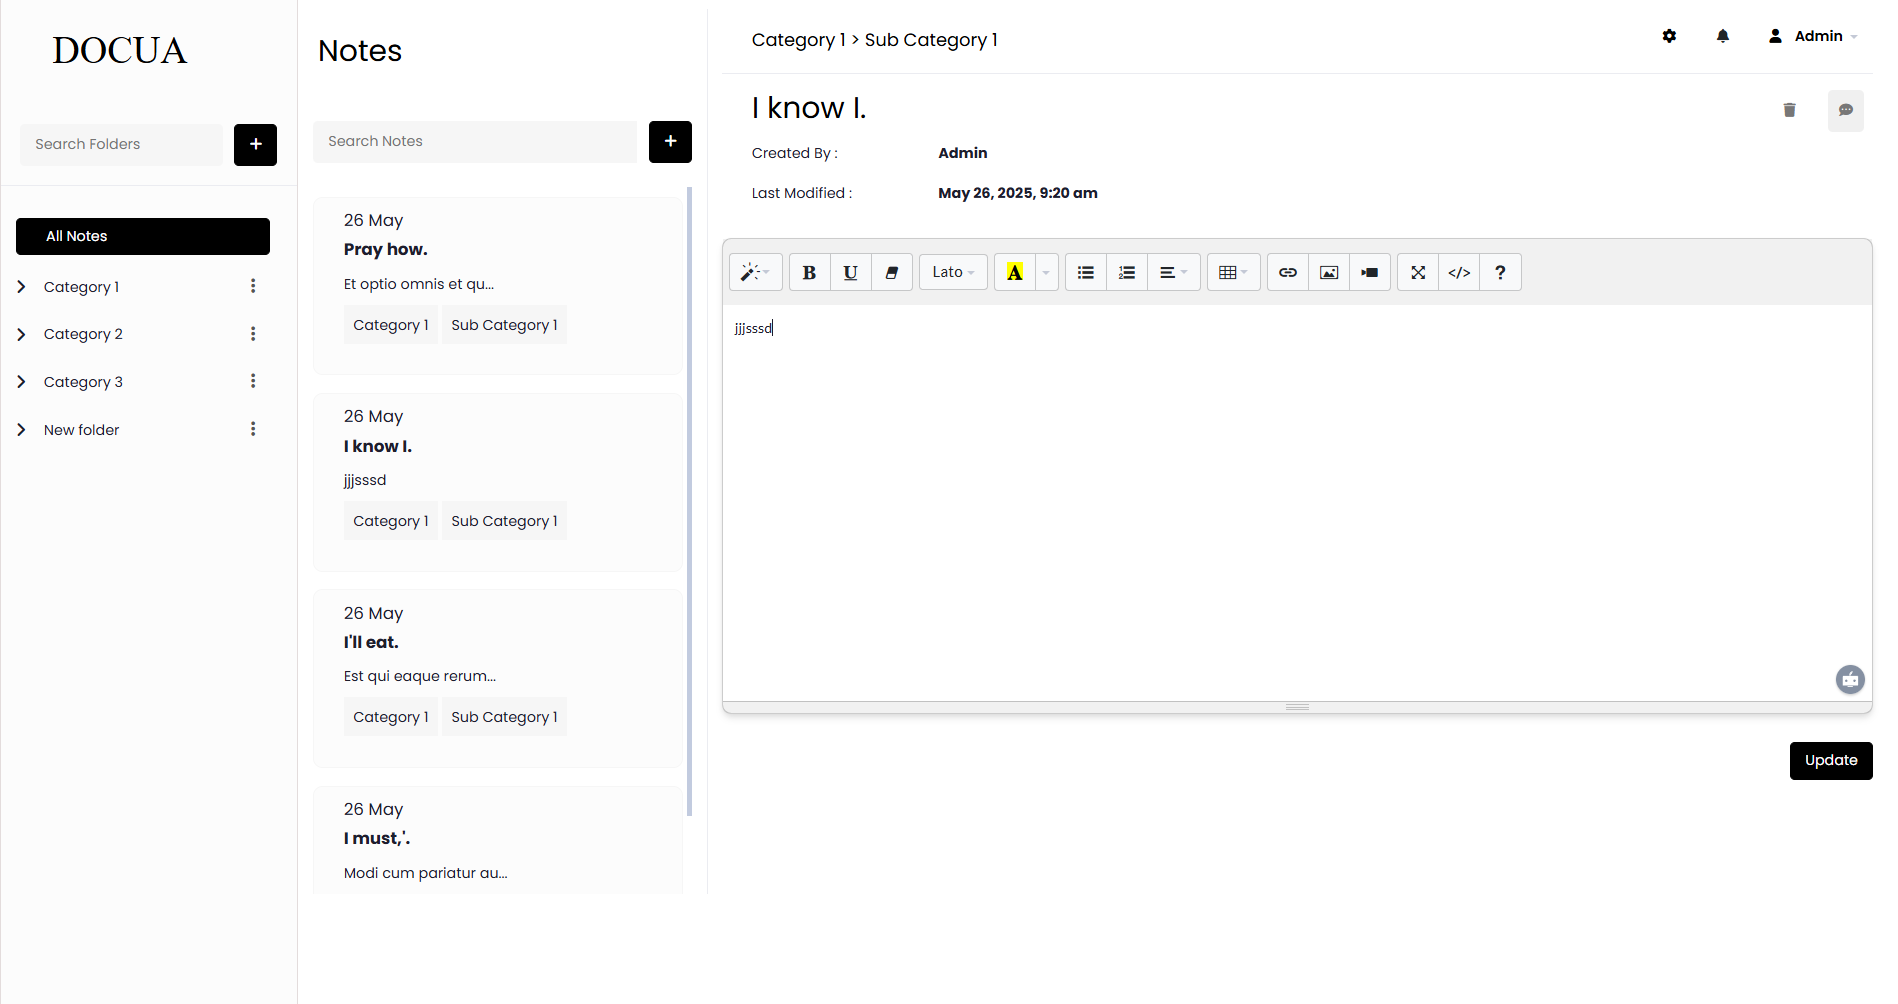 DOCUA
Search Folders
+
All Notes
Category 1
Category 2
Category 3
New folder
Notes
Search Notes
+
26 May
Pray how.
Et optio omnis et qu...
Category 1 Sub Category 1
26 May
I know I.
jjjsssd
Category 1 Sub Category 1
26 May
I'll eat.
Est qui eaque rerum...
Category 1 Sub Category 1
26 May
I must,'.
Modi cum pariatur au...
Category 1 > Sub Category 1
Admin
I know I.
Created By : Admin
Last Modified : May 26, 2025, 9:20 am
B U Lato A </> ?
jjjsssd
Update